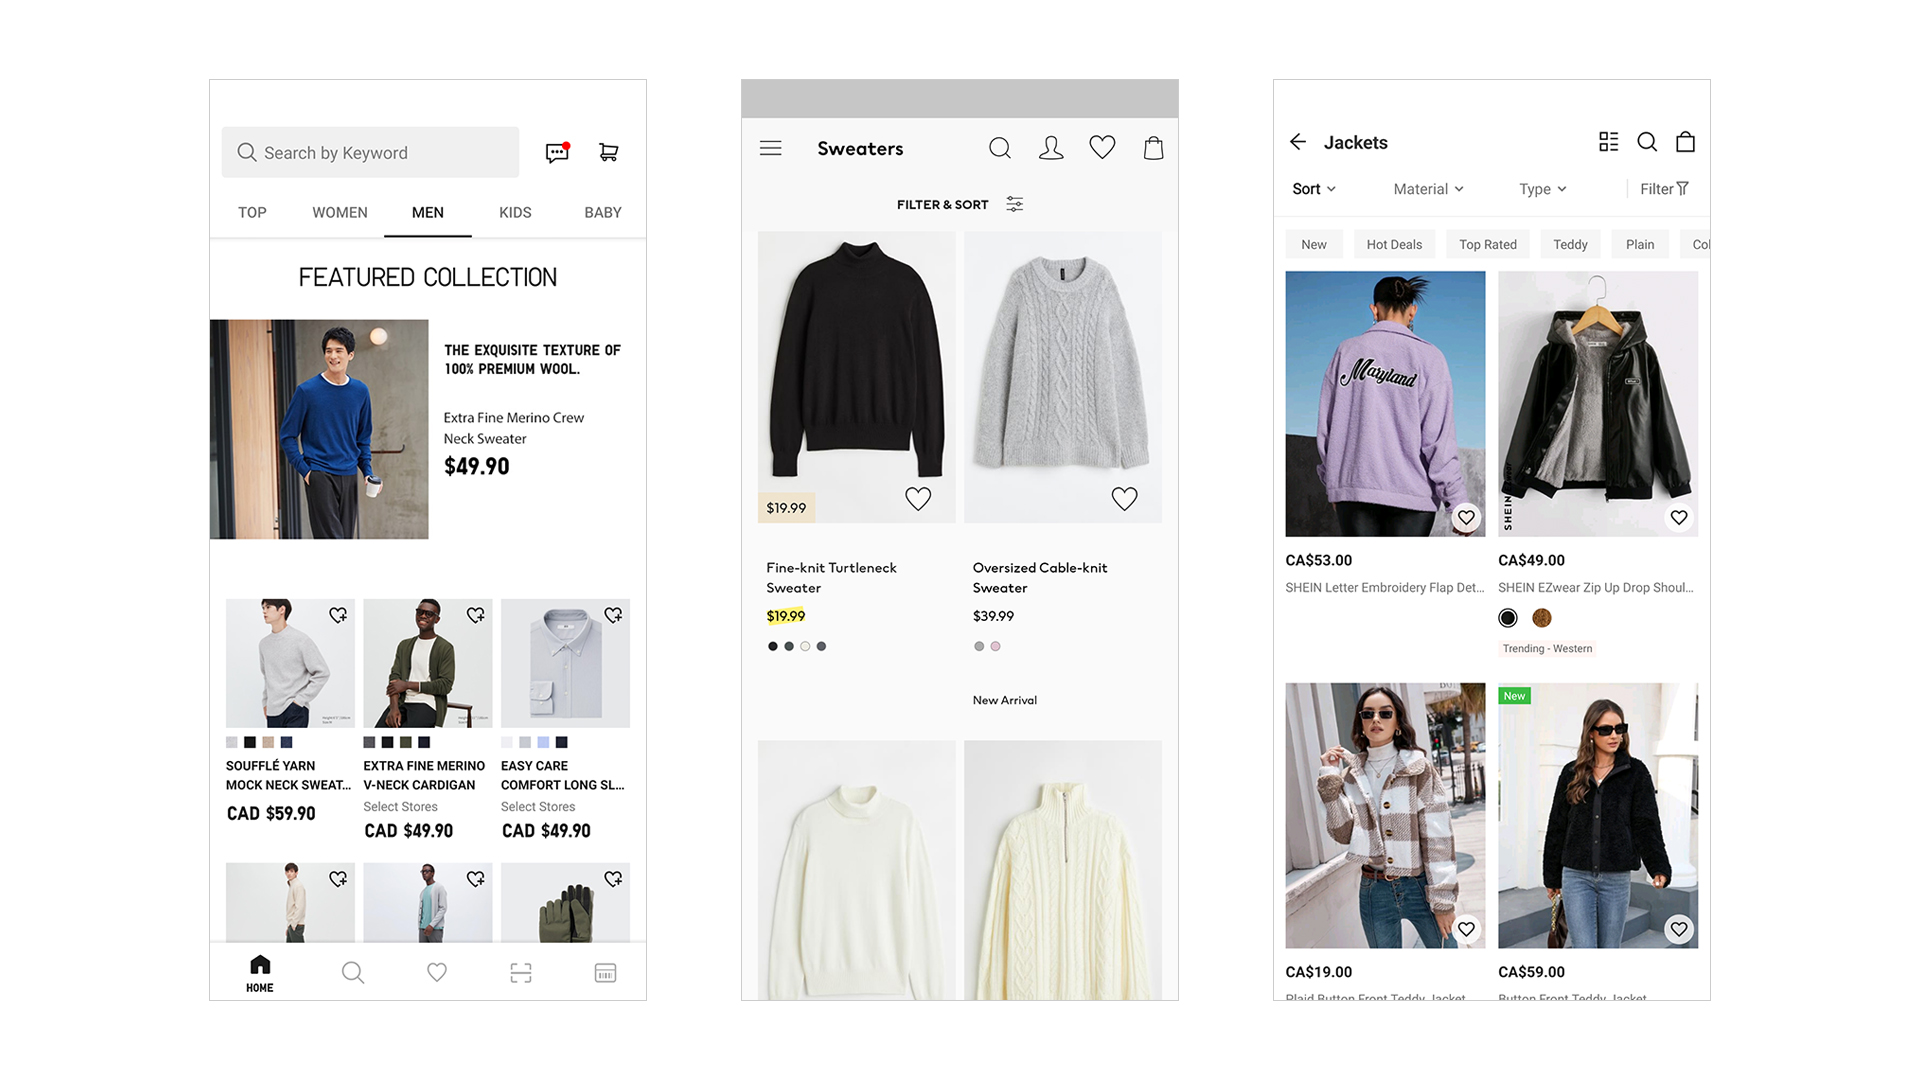 Search by Keyword
TOP
WOMEN
MEN
KIDS
BABY
FEATURED COLLECTION
THE EXQUISITE TEXTURE OF
100% PREMIUM WOOL.
Extra Fine Merino Crew
Neck Sweater
$49.90
SOUFFLÉ YARN
MOCK NECK SWEAT...
CAD $59.90
EXTRA FINE MERINO
V-NECK CARDIGAN
Select Stores
CAD $49.90
EASY CARE
COMFORT LONG SL...
Select Stores
CAD $49.90
HOME
Sweaters
FILTER & SORT
$19.99
Fine-knit Turtleneck
Sweater
$19.99
Oversized Cable-knit
Sweater
$39.99
New Arrival
Jackets
Sort
Material
Type
Filter
New
Hot Deals
Top Rated
Teddy
Plain
Col
Maryland
SHEIN
CA$53.00
SHEIN Letter Embroidery Flap Det...
CA$49.00
SHEIN EZwear Zip Up Drop Shoul...
Trending - Western
New
CA$19.00
Plaid Button Front Teddy Jacket
CA$59.00
Button Front Teddy Jacket